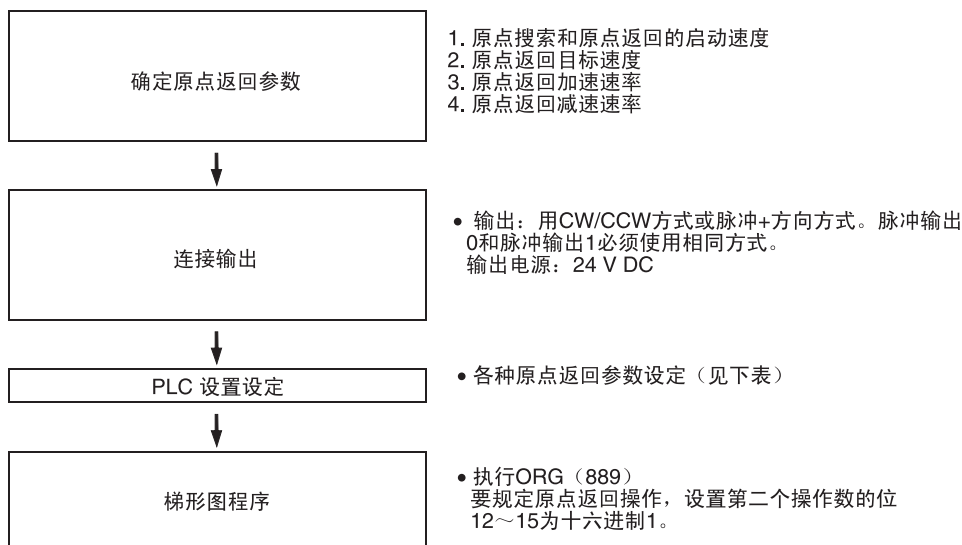 确定原点返回参数
1. 原点搜索和原点返回的启动速度
2. 原点返回目标速度
3. 原点返回加速速率
4. 原点返回减速速率
连接输出
• 输出：用CW/CCW方式或脉冲+方向方式。脉冲输出
0和脉冲输出1必须使用相同方式。
输出电源：24 V DC
PLC 设置设定
• 各种原点返回参数设定（见下表）
梯形图程序
• 执行ORG（889）
要规定原点返回操作，设置第二个操作数的位
12～15为十六进制1。